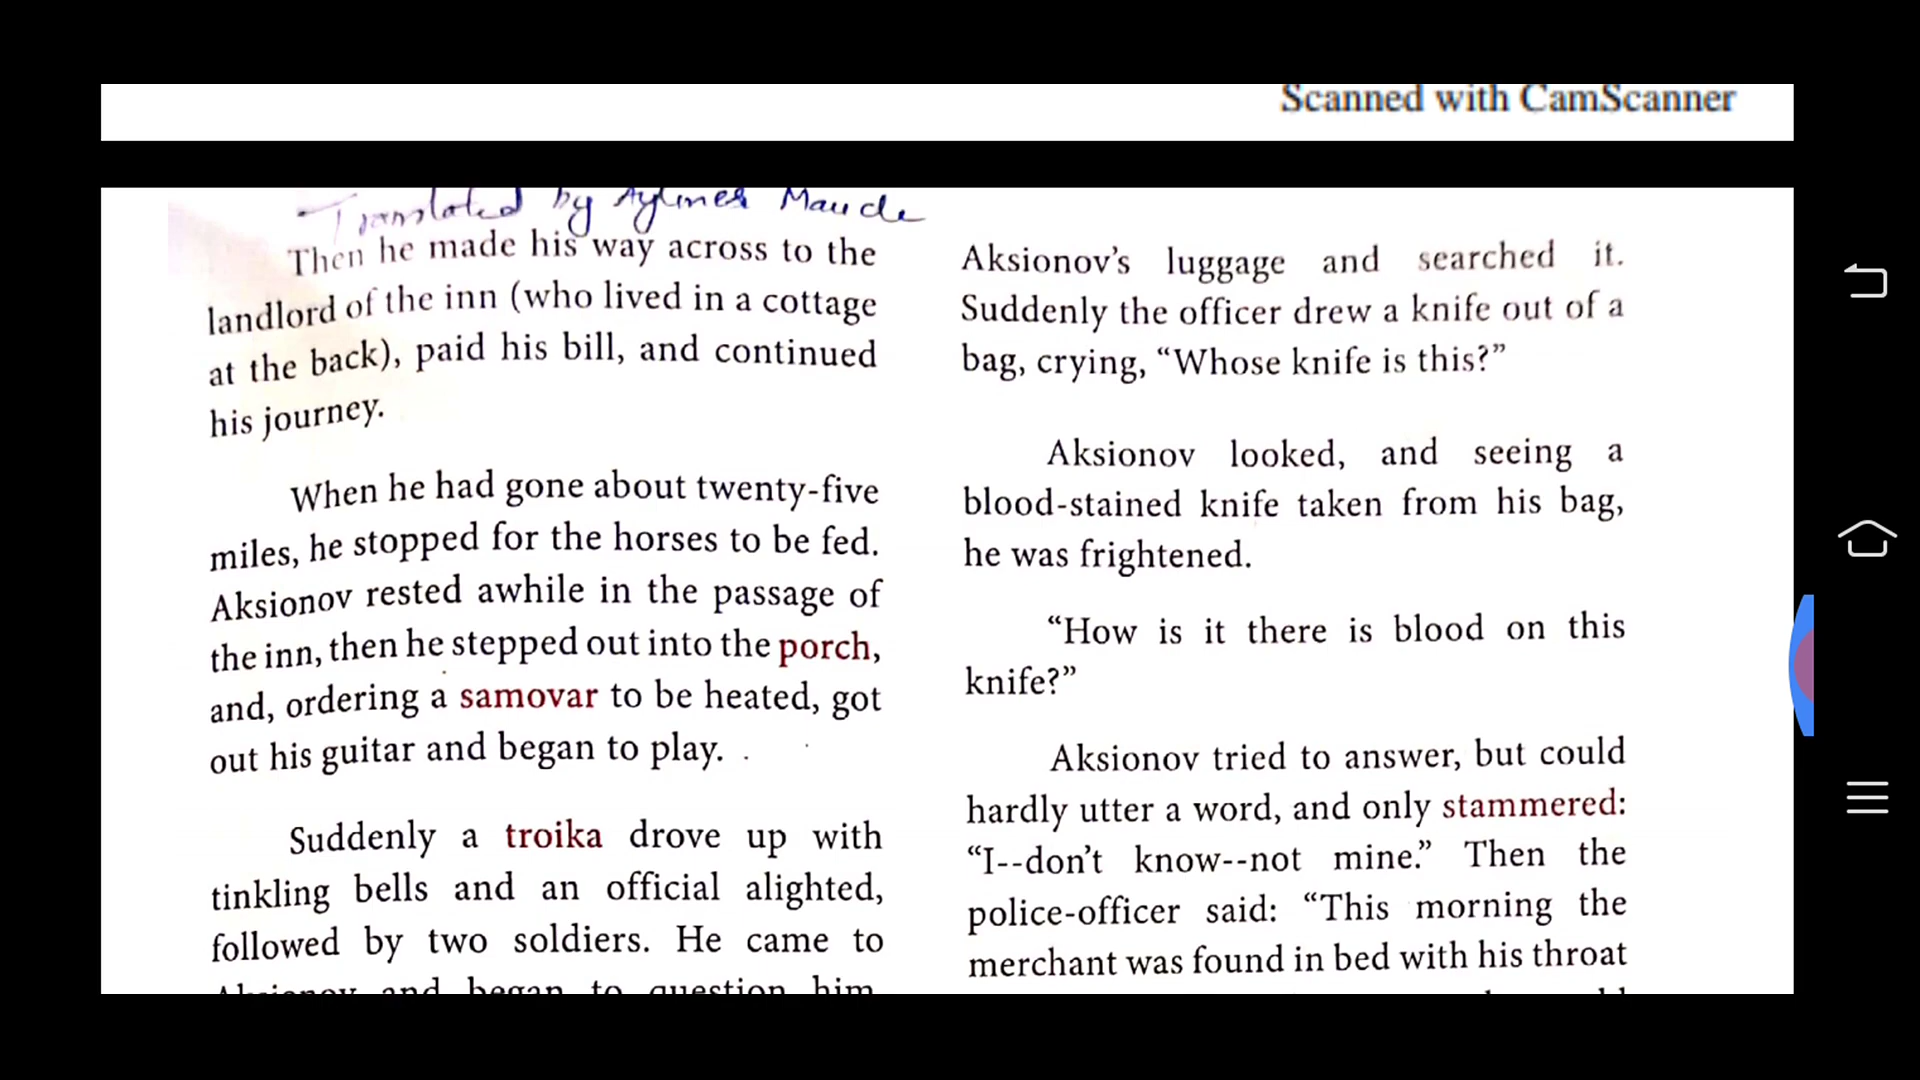 Scanned with CamScanner
Translated by Aylmer Maude
Then he made his way across to the
landlord of the inn (who lived in a cottage
at the back), paid his bill, and continued
his journey.
When he had gone about twenty-five
miles, he stopped for the horses to be fed.
Aksionov rested awhile in the passage of
the inn, then he stepped out into the porch,
and, ordering a samovar to be heated, got
out his guitar and began to play.
Suddenly a troika drove up with
tinkling bells and an official alighted,
followed by two soldiers. He came to
Aksionov and began to question him,
Aksionov’s luggage and searched it.
Suddenly the officer drew a knife out of a
bag, crying, “Whose knife is this?”
Aksionov looked, and seeing a
blood-stained knife taken from his bag,
he was frightened.
“How is it there is blood on this
knife?”
Aksionov tried to answer, but could
hardly utter a word, and only stammered:
“I--don’t know--not mine.” Then the
police-officer said: “This morning the
merchant was found in bed with his throat